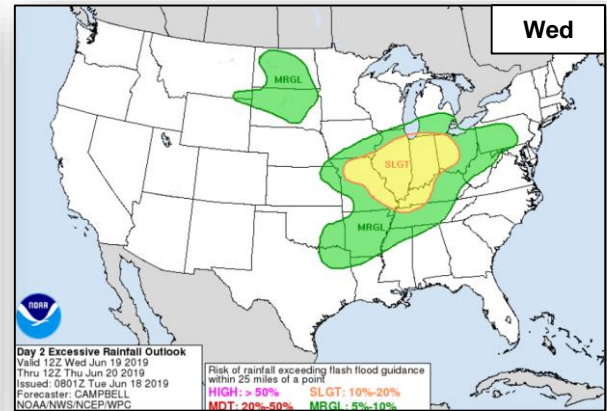 Wed
MRGL
SLGT
MRGL
NOAA
Day 2 Excessive Rainfall Outlook
Valid 12Z Wed Jun 19 2019
Thru 12Z Thu Jun 20 2019
Issued: 0801Z Tue Jun 18 2019
Forecaster: CAMPBELL
NOAA/NWS/NCEP/WPC
Risk of rainfall exceeding flash flood guidance
within 25 miles of a point
HIGH: > 50% SLGT: 10%-20%
MDT: 20%-50% MRGL: 5%-10%